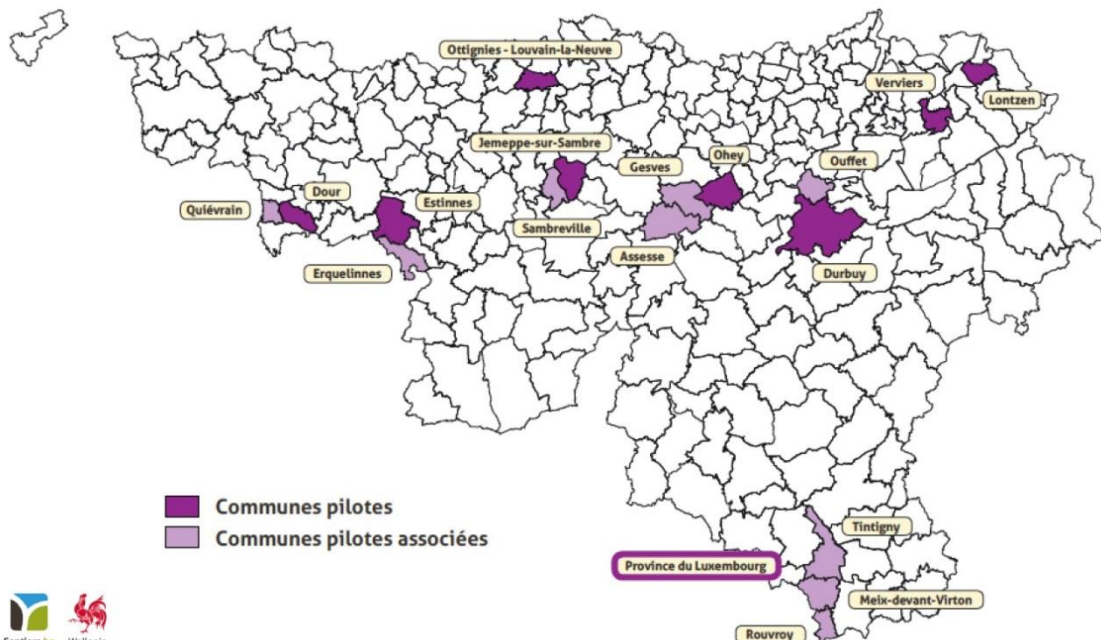 Ottignies - Louvain-la-Neuve
Verviers
Lontzen
Jemeppe-sur-Sambre
Gesves
Ohey
Ouffet
Dour
Estinnes
Quiévrain
Sambreville
Assesse
Erquelinnes
Durbuy
Communes pilotes
Communes pilotes associées
Tintigny
Province du Luxembourg
Meix-devant-Virton
Rouvroy